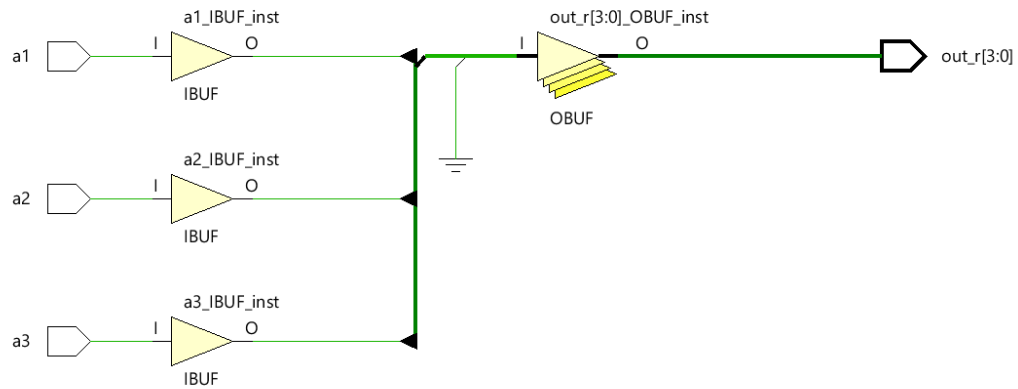 a1_IBUF_inst
out_r[3:0]_OBUF_inst
a1
I
O
I
O
out_r[3:0]
IBUF
OBUF
a2_IBUF_inst
a2
I
O
IBUF
a3_IBUF_inst
a3
I
O
IBUF